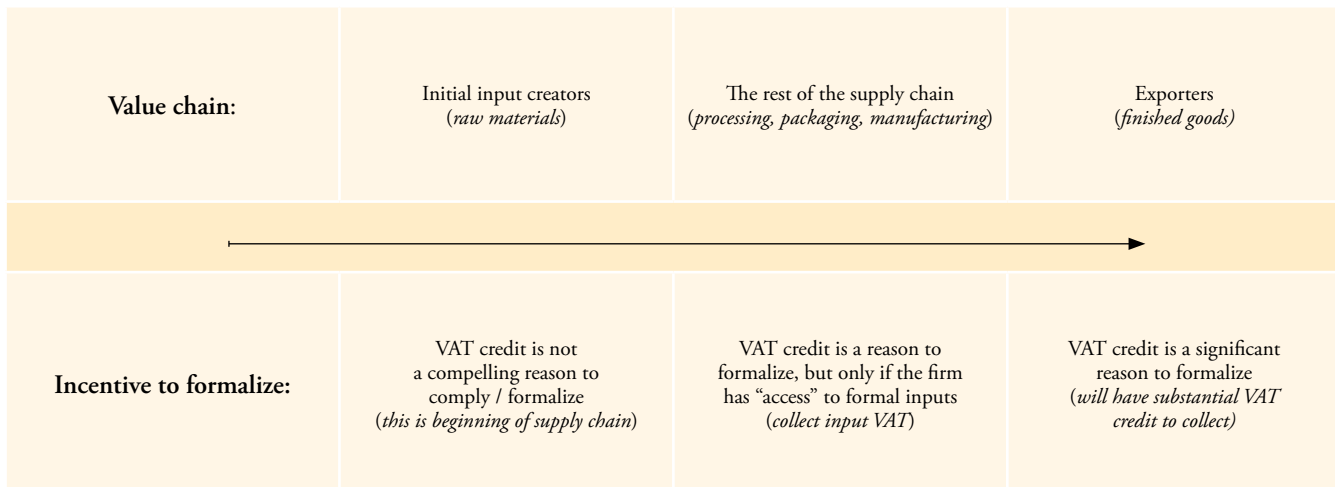 Value chain:
Initial input creators
(raw materials)
The rest of the supply chain
(processing, packaging, manufacturing)
Exporters
(finished goods)
Incentive to formalize:
VAT credit is not
a compelling reason to
comply / formalize
(this is beginning of supply chain)
VAT credit is a reason to
formalize, but only if the firm
has “access” to formal inputs
(collect input VAT)
VAT credit is a significant
reason to formalize
(will have substantial VAT
credit to collect)